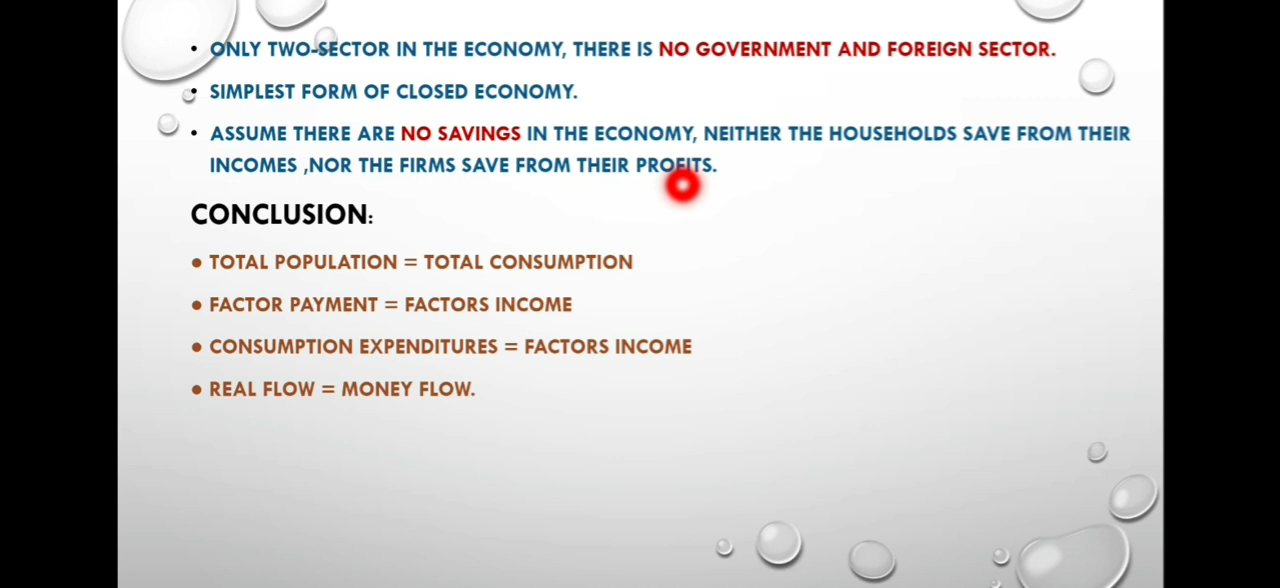 • ONLY TWO-SECTOR IN THE ECONOMY, THERE IS NO GOVERNMENT AND FOREIGN SECTOR.
• SIMPLEST FORM OF CLOSED ECONOMY.
• ASSUME THERE ARE NO SAVINGS IN THE ECONOMY, NEITHER THE HOUSEHOLDS SAVE FROM THEIR
INCOMES ,NOR THE FIRMS SAVE FROM THEIR PROFITS.
CONCLUSION:
● TOTAL POPULATION = TOTAL CONSUMPTION
● FACTOR PAYMENT = FACTORS INCOME
● CONSUMPTION EXPENDITURES = FACTORS INCOME
● REAL FLOW = MONEY FLOW.